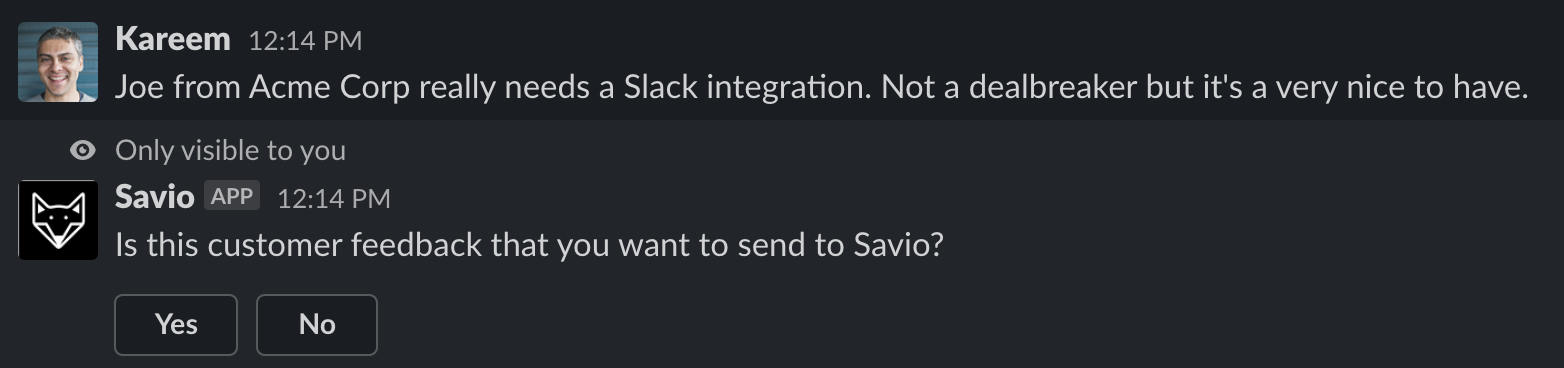 Kareem 12:14 PM
Joe from Acme Corp really needs a Slack integration. Not a dealbreaker but it's a very nice to have.
Only visible to you
Savio APP 12:14 PM
Is this customer feedback that you want to send to Savio?
Yes No